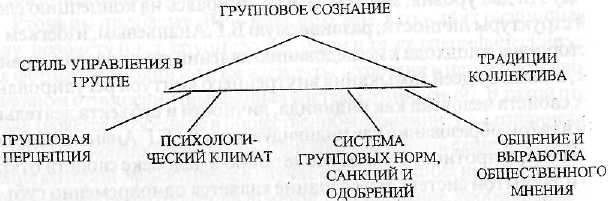 ГРУППОВОЕ СОЗНАНИЕ
СТИЛЬ УПРАВЛЕНИЯ В
ГРУППЕ
ТРАДИЦИИ
КОЛЛЕКТИВА
ГРУППОВАЯ
ПЕРЦЕПЦИЯ
ПСИХОЛОГИ-
ЧЕСКИЙ КЛИМАТ
СИСТЕМА
ГРУППОВЫХ НОРМ,
САНКЦИЙ И
ОДОБРЕНИЙ
ОБЩЕНИЕ И
ВЫРАБОТКА
ОБЩЕСТВЕННОГО
МНЕНИЯ